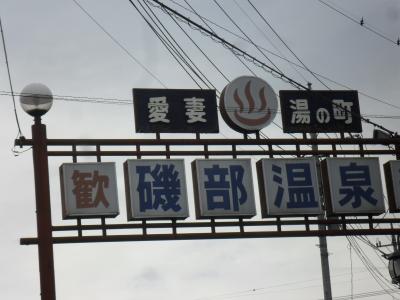 愛妻 湯の町
歓 磯部温泉